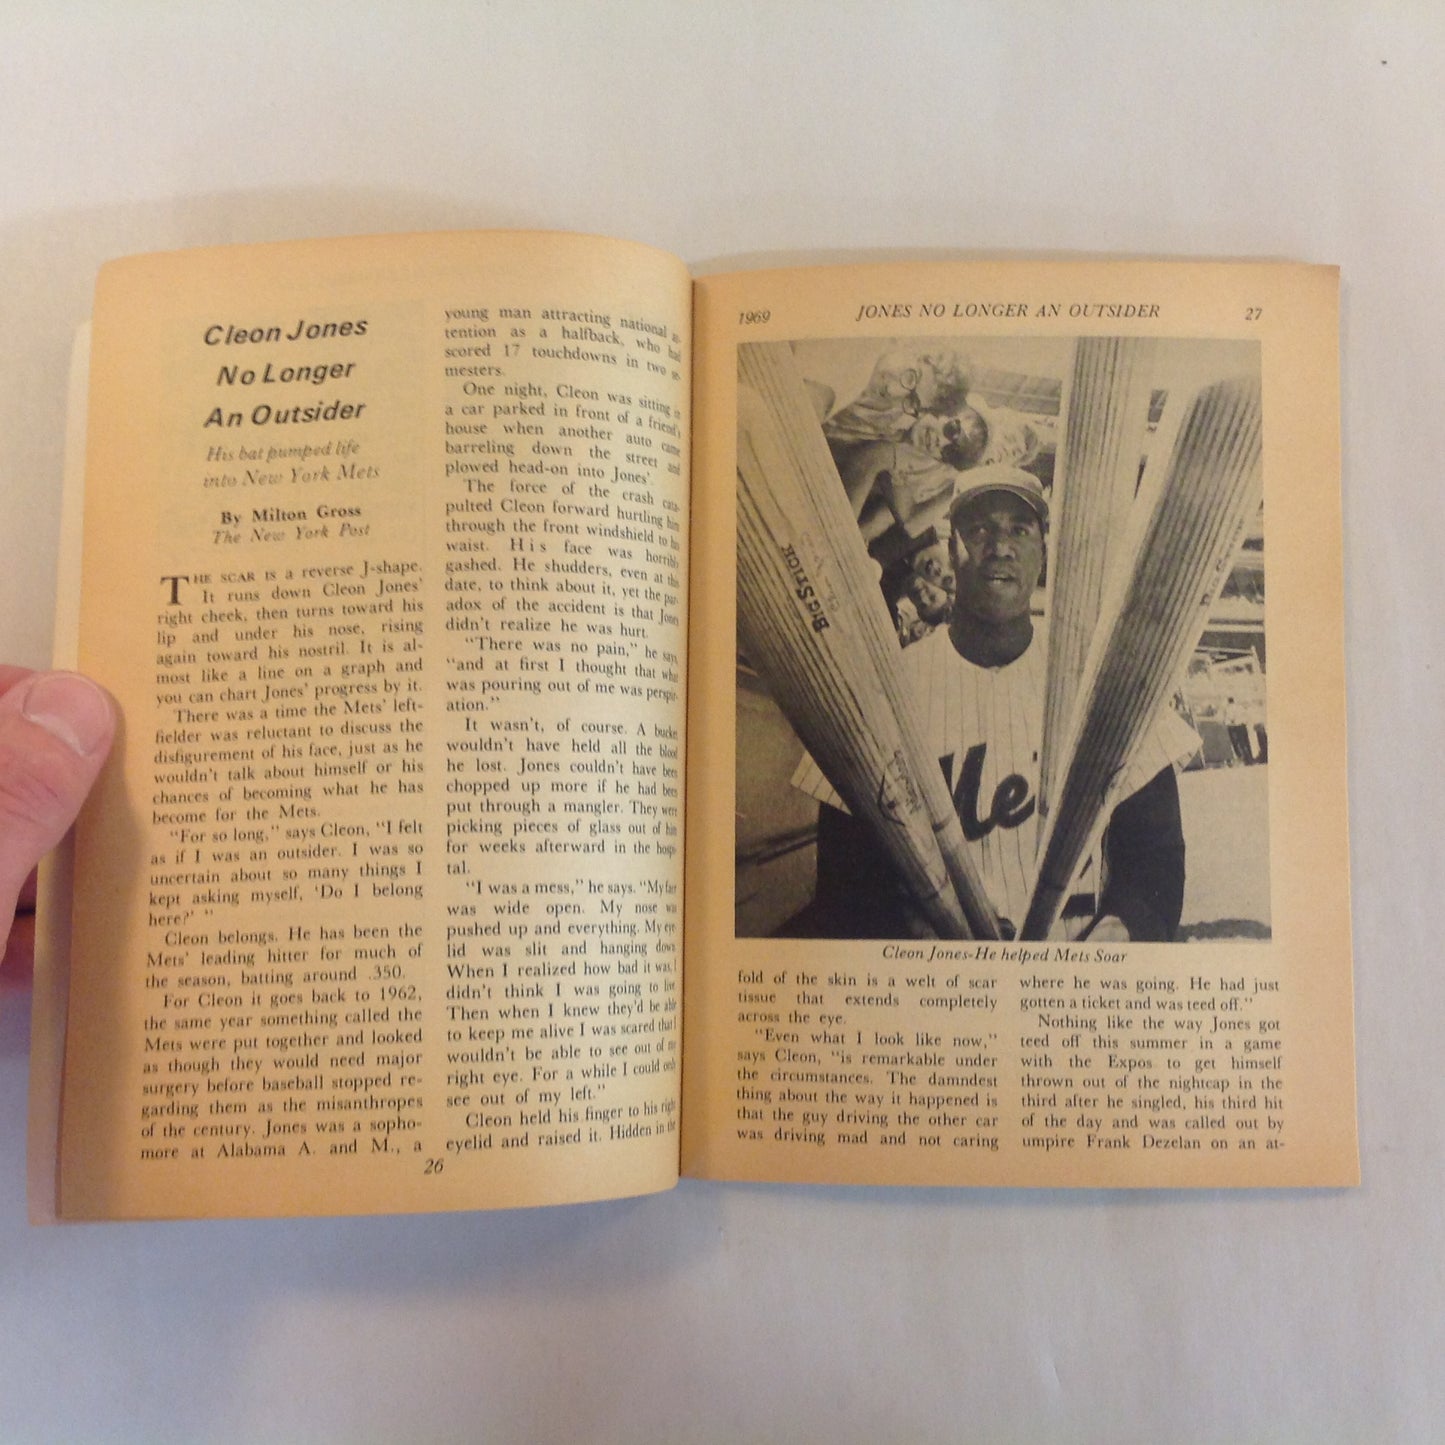 Cleon Jones
No Longer
An Outsider
His bat pumped life
into New York Mets
By Milton Gross
The New York Post
THE SCAR IS a reverse J-shape.
It runs down Cleon Jones'
right cheek, then turns toward his
lip and under his nose, rising
again toward his nostril. It is al-
most like a line on a graph and
you can chart Jones' progress by it.
There was a time the Mets' left-
fielder was reluctant to discuss the
disfigurement of his face, just as he
wouldn't talk about himself or his
chances of becoming what he has
become for the Mets.
"For so long," says Cleon, "I felt
as if I was an outsider. I was so
uncertain about so many things I
kept asking myself, 'Do I belong
here?' "
Cleon belongs. He has been the
Mets' leading hitter for much of
the season, batting around .350.
For Cleon it goes back to 1962,
the same year something called the
Mets were put together and looked
as though they would need major
surgery before baseball stopped re-
garding them as the misanthropes
of the century. Jones was a sopho-
more at Alabama A. and M., a
young man attracting national at-
tention as a halfback, who had
scored 17 touchdowns in two se-
mesters.
One night, Cleon was sitting in
a car parked in front of a friend's
house when another auto came
barreling down the street and
plowed head-on into Jones'.
The force of the crash cata-
pulted Cleon forward hurtling him
through the front windshield to his
waist. His face was horribly
gashed. He shudders, even at this
date, to think about it, yet the par-
adox of the accident is that Jones
didn't realize he was hurt.
"There was no pain," he says,
"and at first I thought that what
was pouring out of me was perspir-
ation."
It wasn't, of course. A bucket
wouldn't have held all the blood
he lost. Jones couldn't have been
chopped up more if he had been
put through a mangler. They were
picking pieces of glass out of him
for weeks afterward in the hospi-
tal.
"I was a mess," he says. "My face
was wide open. My nose was
pushed up and everything. My eye-
lid was slit and hanging down.
When I realized how bad it was, I
didn't think I was going to live.
Then when I knew they'd be able
to keep me alive I was scared that I
wouldn't be able to see out of my
right eye. For a while I could only
see out of my left."
Cleon held his finger to his right
eyelid and raised it. Hidden in the
26
1969 JONES NO LONGER AN OUTSIDER 27
BIG STICK
Me
Cleon Jones-He helped Mets Soar
fold of the skin is a welt of scar
tissue that extends completely
across the eye.
"Even what I look like now,"
says Cleon, "is remarkable under
the circumstances. The damndest
thing about the way it happened is
that the guy driving the other car
was driving mad and not caring
where he was going. He had just
gotten a ticket and was teed off."
Nothing like the way Jones got
teed off this summer in a game
with the Expos to get himself
thrown out of the nightcap in the
third after he singled, his third hit
of the day and was called out by
umpire Frank Dezelan on an at-